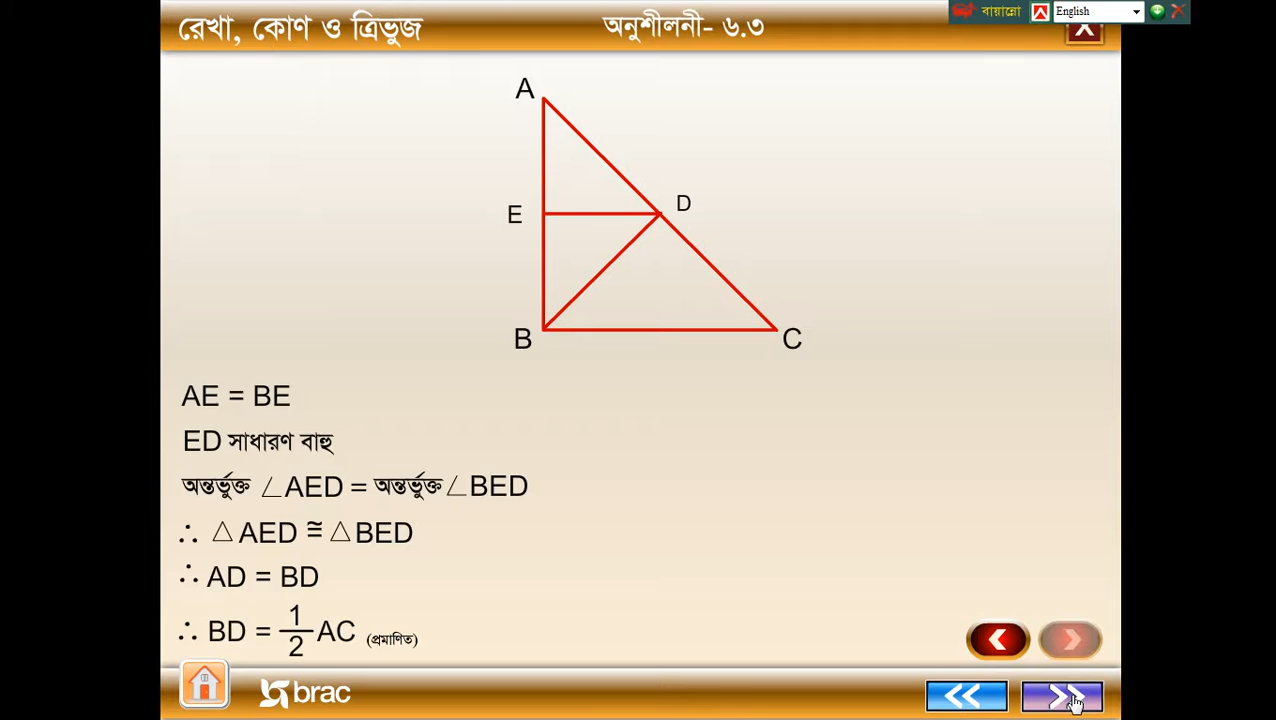 বায়ান্নো English
রেখা, কোণ ও ত্রিভুজ অনুশীলনী- ৬.৩
A
E D
B C
AE = BE
ED সাধারণ বাহু
অন্তর্ভুক্ত ∠AED = অন্তর্ভুক্ত ∠BED
∴ △AED ≅ △BED
∴ AD = BD
∴ BD = 1/2 AC (প্রমাণিত)
brac